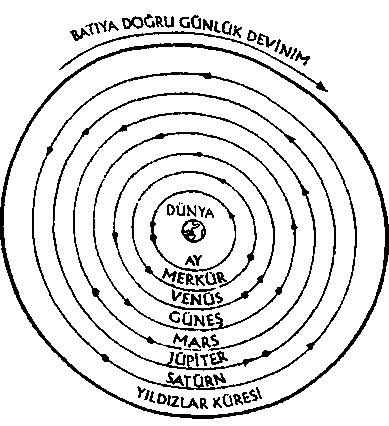 BATIYA DOĞRU GÜNLÜK DEVİNİM
DÜNYA
AY
MERKÜR
VENÜS
GÜNEŞ
MARS
JÜPİTER
SATÜRN
YILDIZLAR KÜRESİ